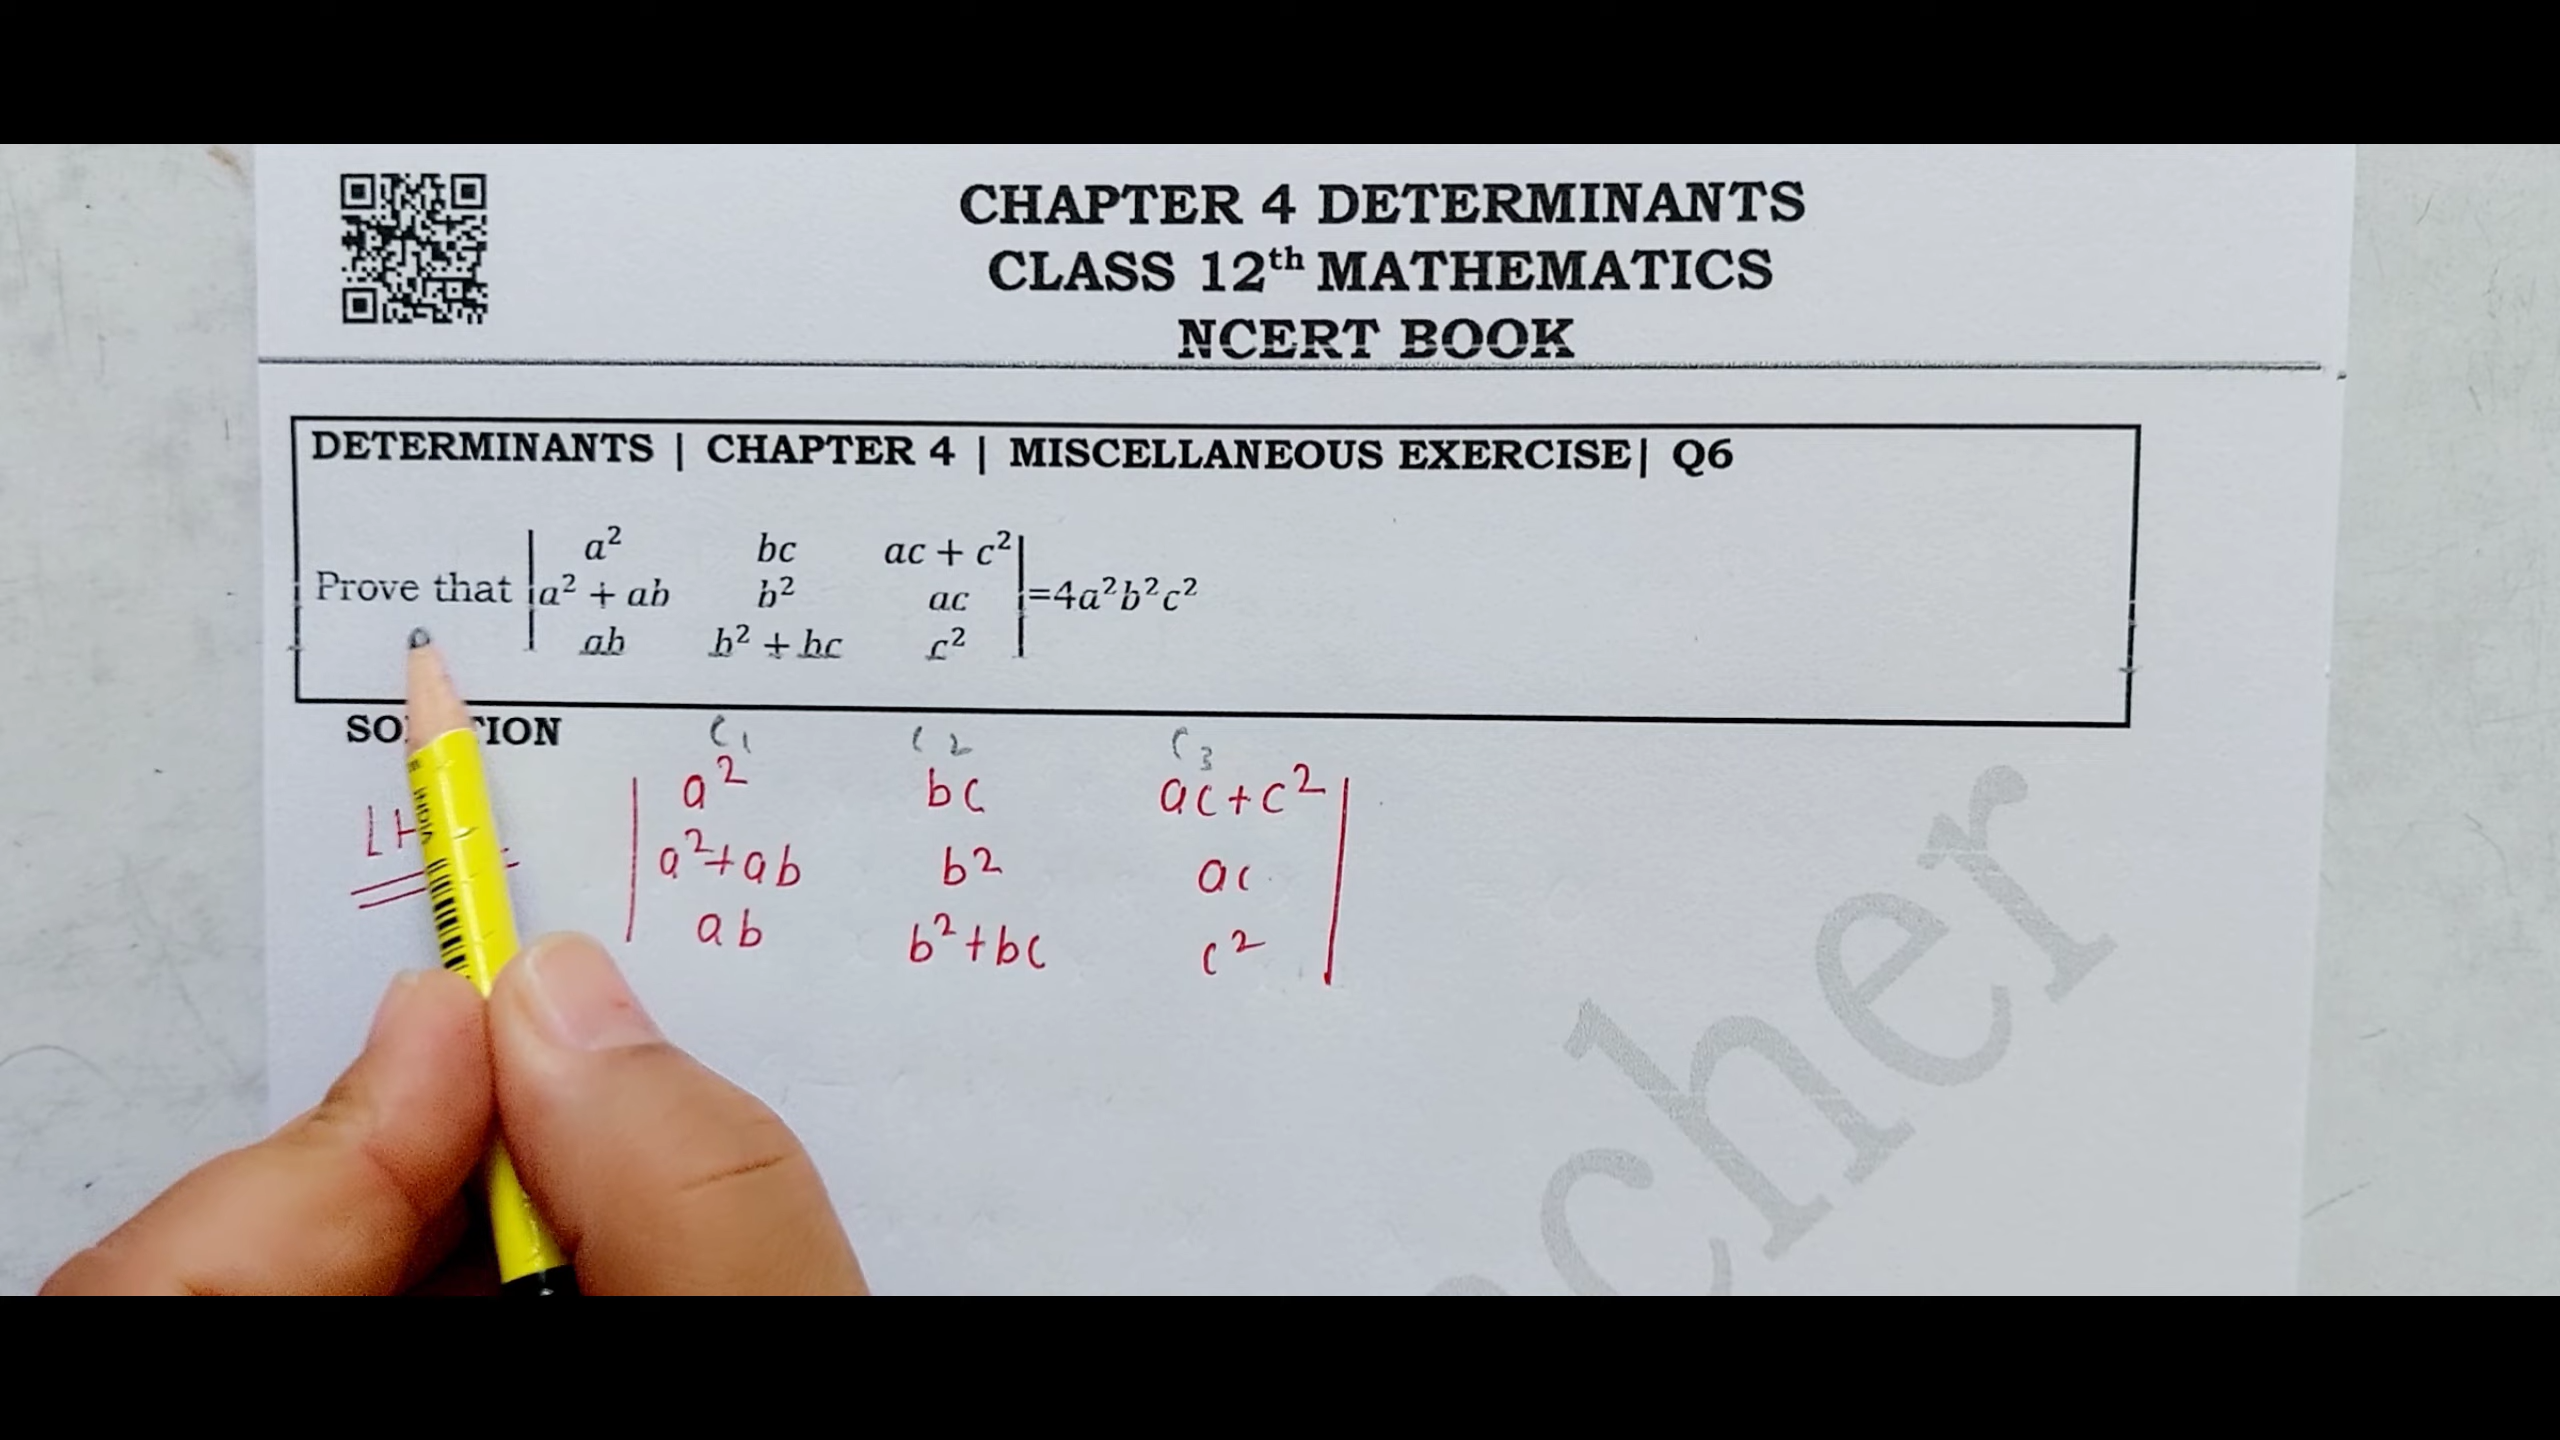 CHAPTER 4 DETERMINANTS
CLASS 12th MATHEMATICS
NCERT BOOK
DETERMINANTS | CHAPTER 4 | MISCELLANEOUS EXERCISE| Q6
a² bc ac + c²
Prove that a² + ab b² ac =4a²b²c²
ab b² + bc c²
C₁ C₂ C₃
a² bc ac+c²
a²+ab b² ac
ab b²+bc c²
cher